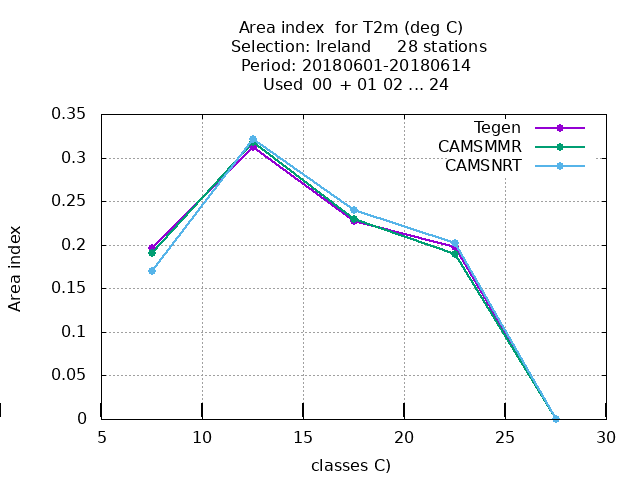 Area index  for T2m (deg C)
Selection: Ireland     28 stations
Period: 20180601-20180614
Used  00  + 01 02 ... 24
Tegen
CAMSMMR
CAMSNRT
0.35
0.3
0.25
0.2
0.15
0.1
0.05
0
Area index
5 10 15 20 25 30
classes C)